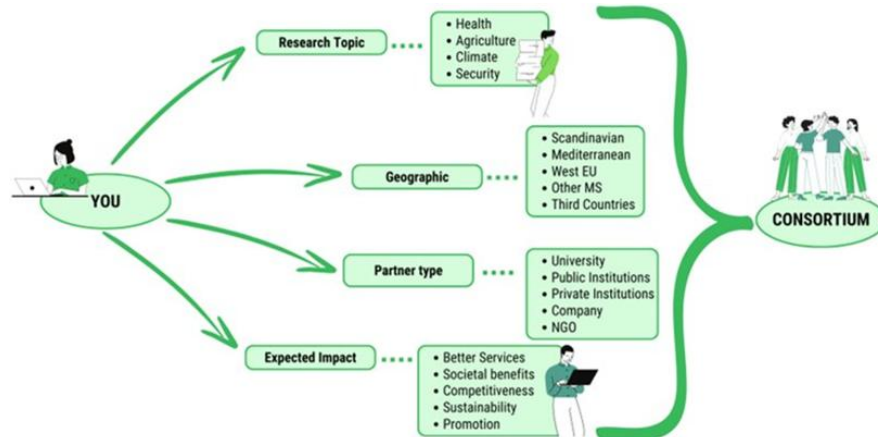 YOU
Research Topic
• Health
• Agriculture
• Climate
• Security
Geographic
• Scandinavian
• Mediterranean
• West EU
• Other MS
• Third Countries
Partner type
• University
• Public Institutions
• Private Institutions
• Company
• NGO
Expected Impact
• Better Services
• Societal benefits
• Competitiveness
• Sustainability
• Promotion
CONSORTIUM